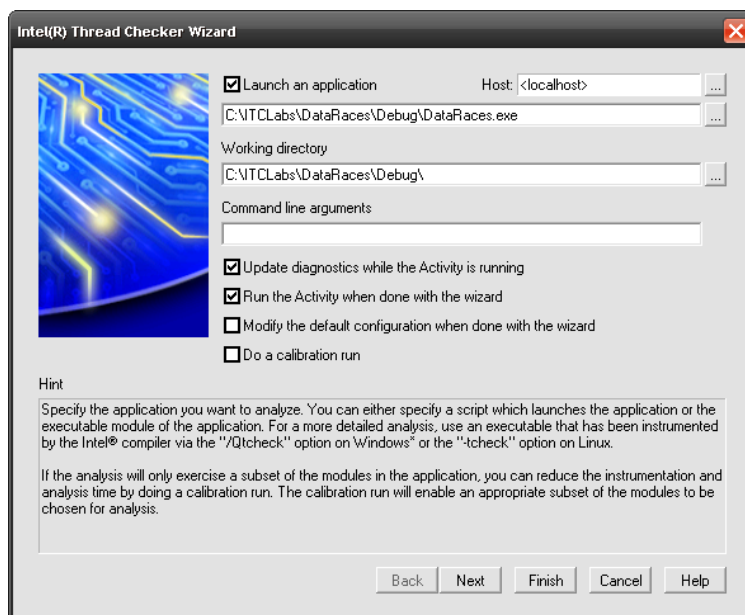 Intel(R) Thread Checker Wizard
Launch an application Host: <localhost> ...
C:\ITCLabs\DataRaces\Debug\DataRaces.exe ...
Working directory
C:\ITCLabs\DataRaces\Debug\ ...
Command line arguments
Update diagnostics while the Activity is running
Run the Activity when done with the wizard
Modify the default configuration when done with the wizard
Do a calibration run
Hint
Specify the application you want to analyze. You can either specify a script which launches the application or the
executable module of the application. For a more detailed analysis, use an executable that has been instrumented
by the Intel® compiler via the "/Qtcheck" option on Windows* or the "-tcheck" option on Linux.
If the analysis will only exercise a subset of the modules in the application, you can reduce the instrumentation and
analysis time by doing a calibration run. The calibration run will enable an appropriate subset of the modules to be
chosen for analysis.
Back Next Finish Cancel Help